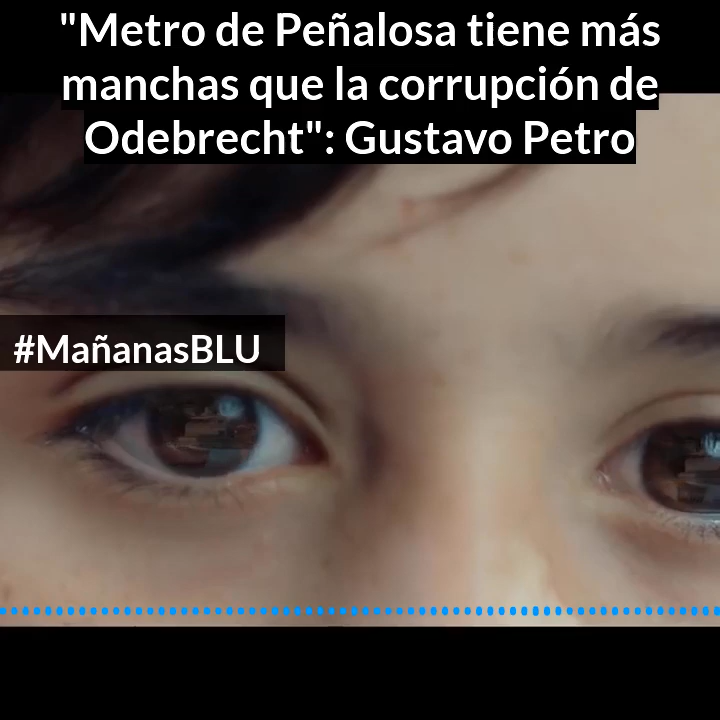 "Metro de Peñalosa tiene más
manchas que la corrupción de
Odebrecht": Gustavo Petro
#MañanasBLU